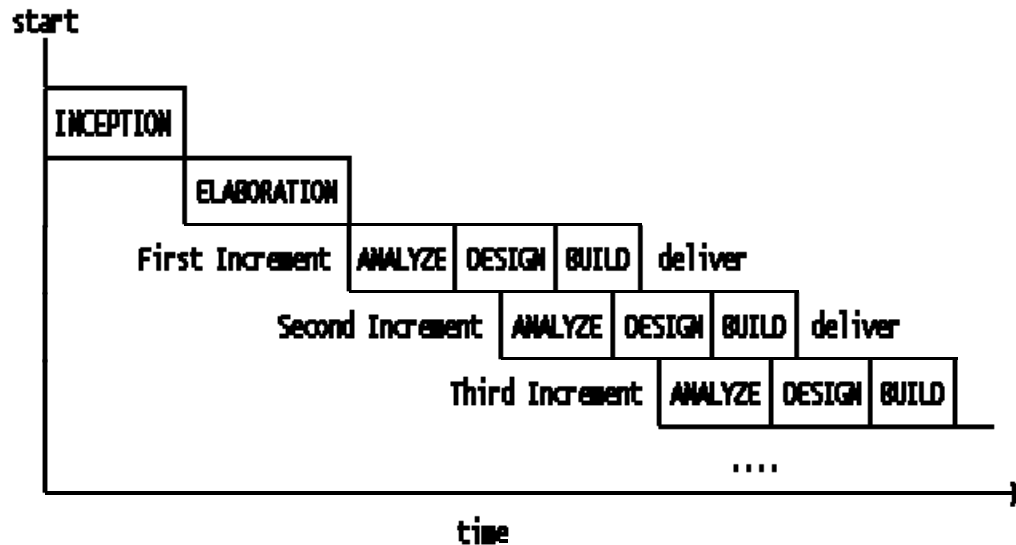 start
INCEPTION
ELABORATION
First Increment ANALYZE DESIGN BUILD deliver
Second Increment ANALYZE DESIGN BUILD deliver
Third Increment ANALYZE DESIGN BUILD
....
time